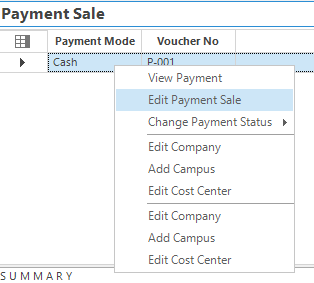 Payment Sale
Payment Mode Voucher No
Cash P-001
View Payment
Edit Payment Sale
Change Payment Status
Edit Company
Add Campus
Edit Cost Center
Edit Company
Add Campus
Edit Cost Center
SUMMARY